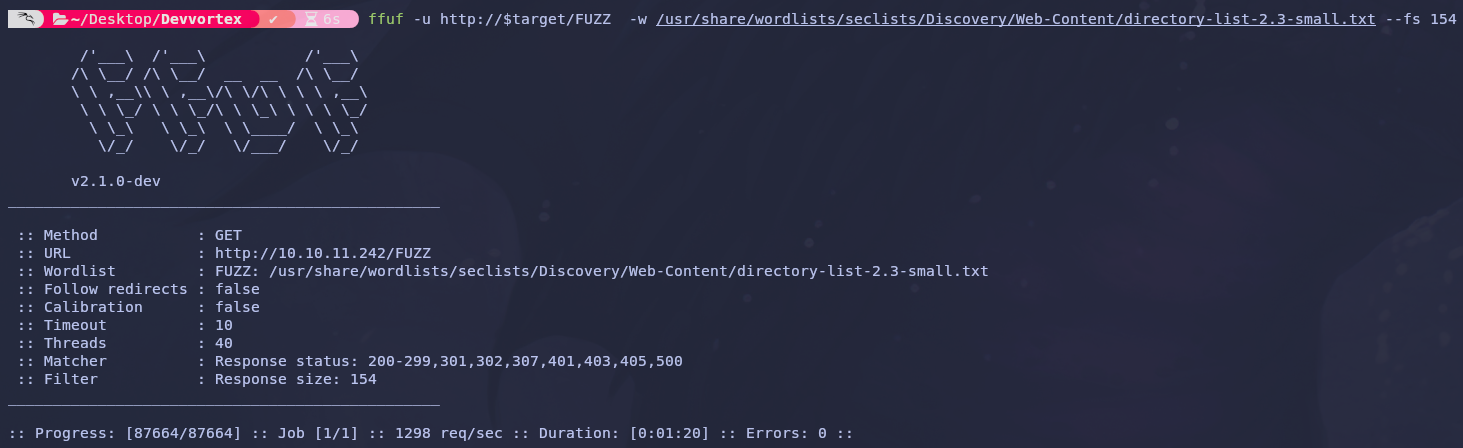 ~/Desktop/Devvortex ✔ 6s ffuf -u http://$target/FUZZ  -w /usr/share/wordlists/seclists/Discovery/Web-Content/directory-list-2.3-small.txt --fs 154
        /'___\  /'___\           /'___\
       /\ \__/ /\ \__/  __  __  /\ \__/
       \ \ ,__\\ \ ,__\/\ \/\ \ \ \ ,__\
        \ \ \_/ \ \ \_/\ \ \_\ \ \ \ \_/
         \ \_\   \ \_\  \ \____/  \ \_\
          \/_/    \/_/   \/___/    \/_/
       v2.1.0-dev
________________________________________________
 :: Method           : GET
 :: URL              : http://10.10.11.242/FUZZ
 :: Wordlist         : FUZZ: /usr/share/wordlists/seclists/Discovery/Web-Content/directory-list-2.3-small.txt
 :: Follow redirects : false
 :: Calibration      : false
 :: Timeout          : 10
 :: Threads          : 40
 :: Matcher          : Response status: 200-299,301,302,307,401,403,405,500
 :: Filter           : Response size: 154
________________________________________________
:: Progress: [87664/87664] :: Job [1/1] :: 1298 req/sec :: Duration: [0:01:20] :: Errors: 0 ::